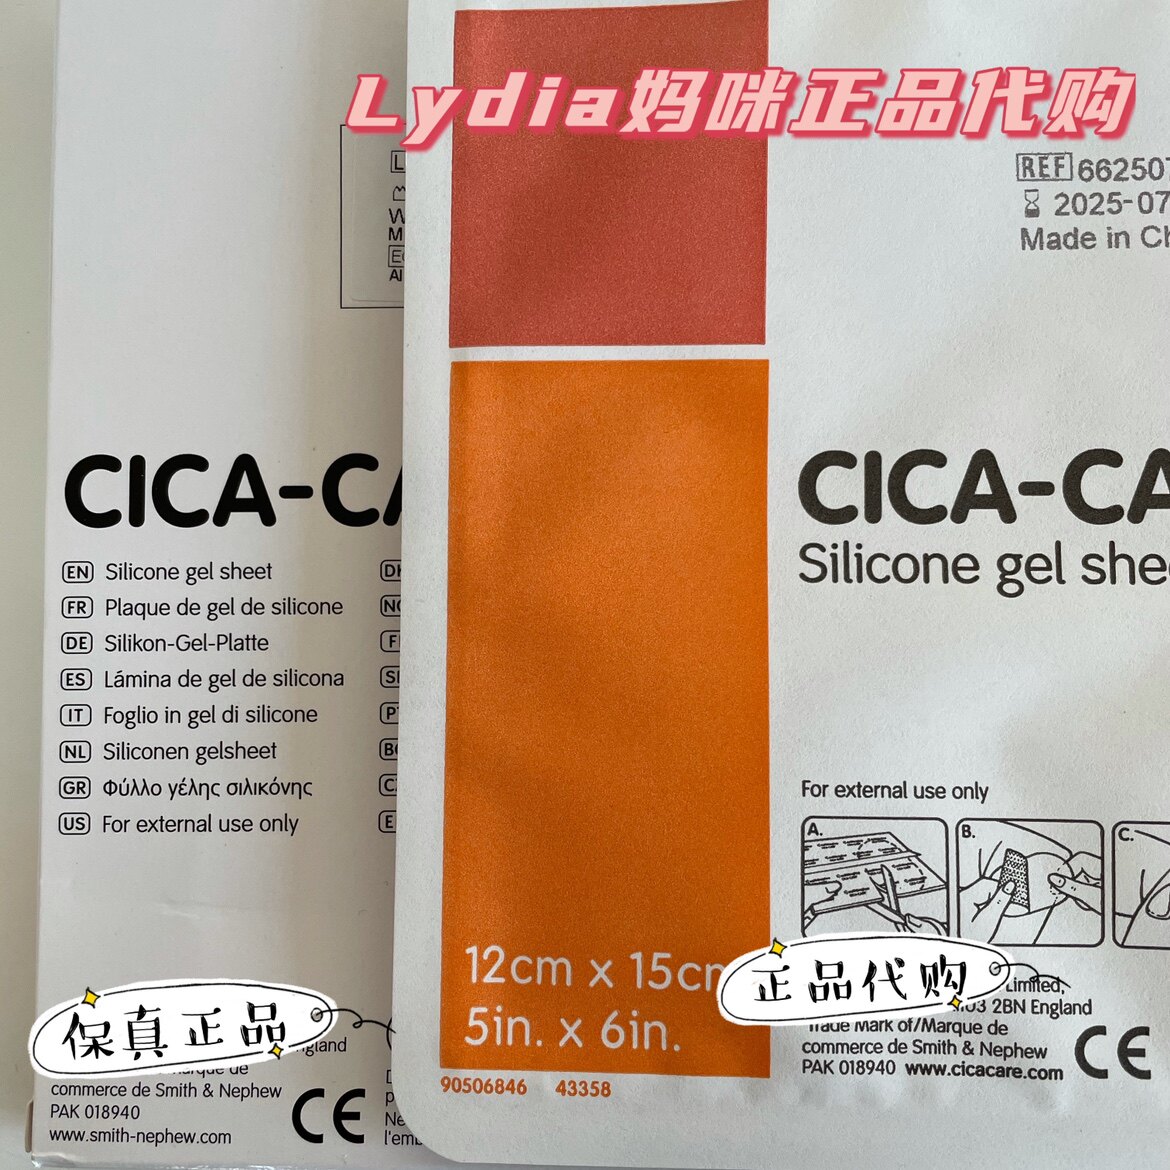 Lydia妈咪正品代购
CICA-CA
EN Silicone gel sheet
FR Plaque de gel de silicone
DE Silikon-Gel-Platte
ES Lámina de gel de silicona
IT Foglio in gel di silicone
NL Siliconen gelsheet
GR Φύλλο γέλης σιλικόνης
US For external use only
保真正品
commerce de Smith & Nephew
PAK 018940
www.smith-nephew.com
CE
REF 66250
2025-07
Made in
CICA-CA
Silicone gel
For external use only
A.
B.
C.
12cm x 15cm
5in. x 6in.
90506846 43358
正品代购
Limited,
2BN England
Trade Mark of/Marque de
commerce de Smith & Nephew
PAK 018940 www.cicacare.com
CE